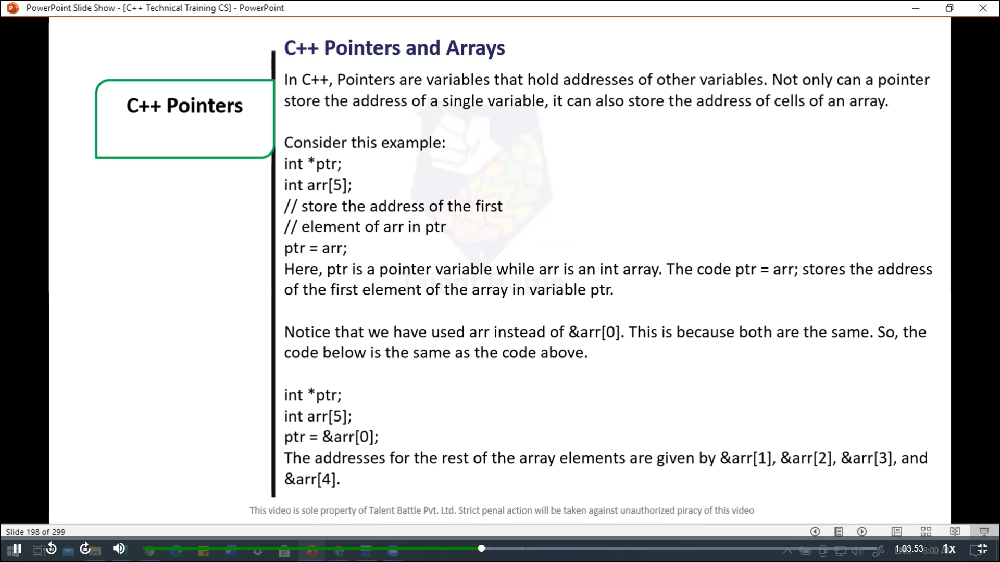 PowerPoint Slide Show - [C++ Technical Training CS] - PowerPoint
C++ Pointers
C++ Pointers and Arrays
In C++, Pointers are variables that hold addresses of other variables. Not only can a pointer
store the address of a single variable, it can also store the address of cells of an array.
Consider this example:
int *ptr;
int arr[5];
// store the address of the first
// element of arr in ptr
ptr = arr;
Here, ptr is a pointer variable while arr is an int array. The code ptr = arr; stores the address
of the first element of the array in variable ptr.
Notice that we have used arr instead of &arr[0]. This is because both are the same. So, the
code below is the same as the code above.
int *ptr;
int arr[5];
ptr = &arr[0];
The addresses for the rest of the array elements are given by &arr[1], &arr[2], &arr[3], and
&arr[4].
Talent Battle
This video is sole property of Talent Battle Pvt. Ltd. Strict penal action will be taken against unauthorized piracy of this video
Slide 198 of 299
10
30
-1:03:53
1x
8:00 AM